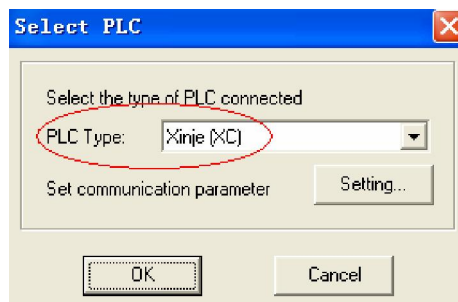 Select PLC
Select the type of PLC connected
PLC Type: Xinje (XC)
Set communication parameter Setting...
OK Cancel